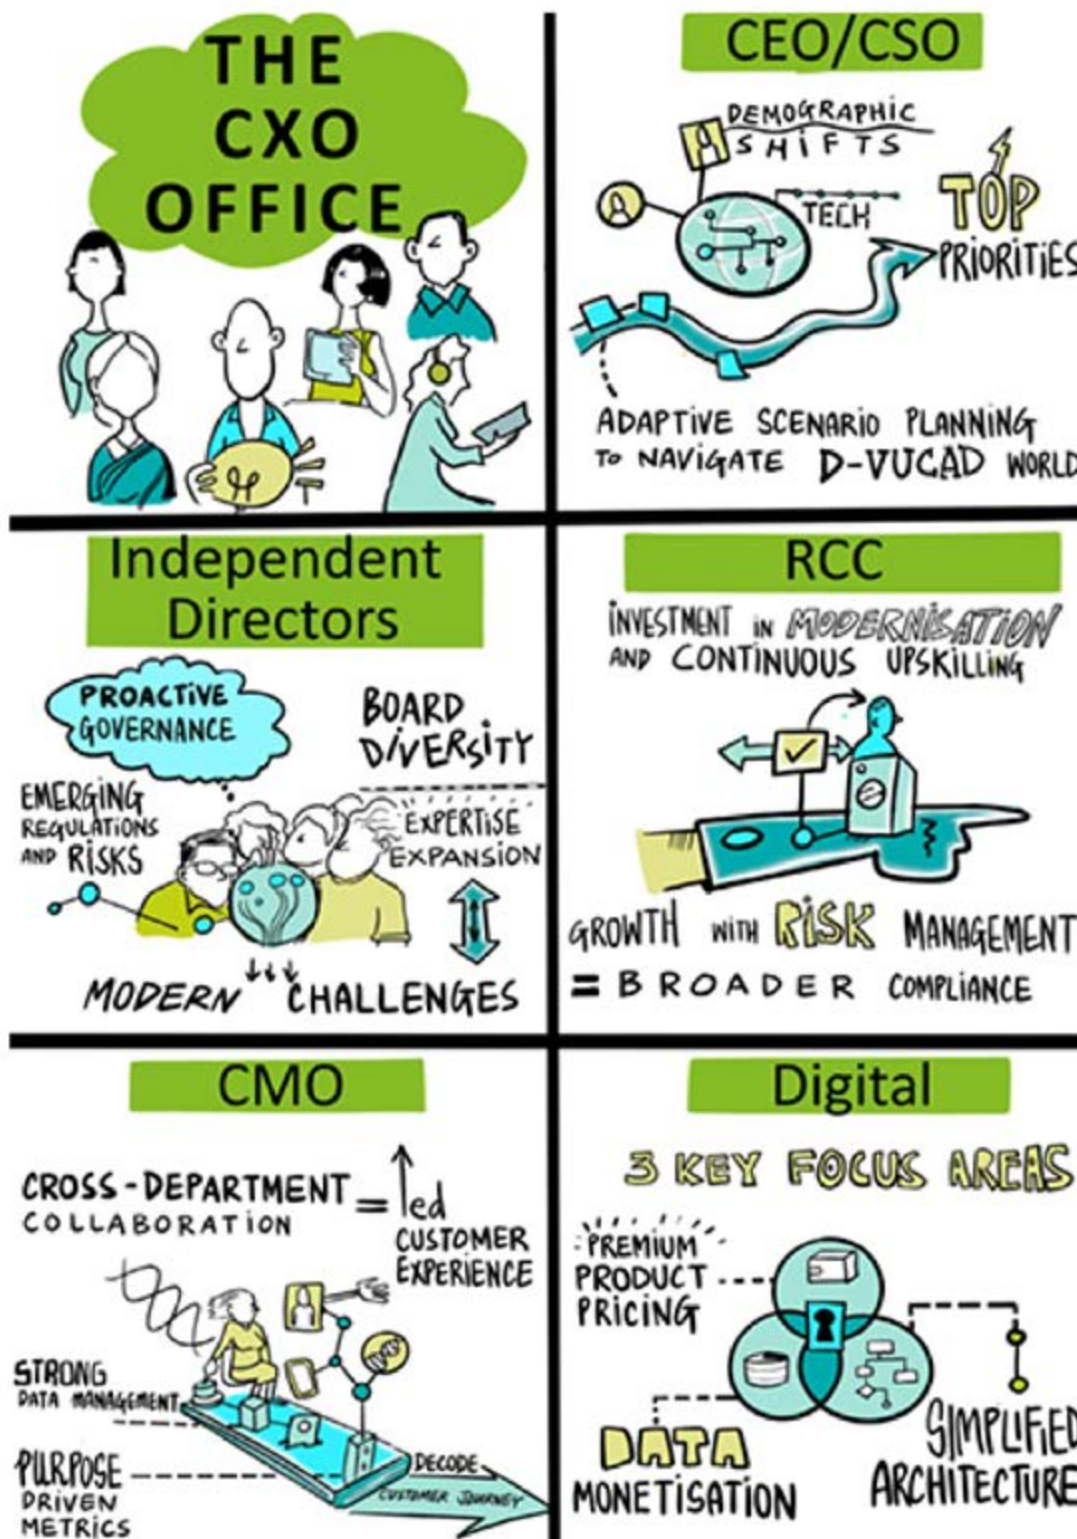 THE
CXO
OFFICE
CEO/CSO
DEMOGRAPHIC
SHIFTS
TECH
TOP
PRIORITIES
ADAPTIVE SCENARIO PLANNING
TO NAVIGATE D-VUCAD WORLD
Independent
Directors
PROACTIVE
GOVERNANCE
BOARD
DIVERSITY
EMERGING
REGULATIONS
AND RISKS
EXPERTISE
EXPANSION
MODERN CHALLENGES
RCC
INVESTMENT IN MODERNISATION
AND CONTINUOUS UPSKILLING
GROWTH WITH RISK MANAGEMENT
= BROADER COMPLIANCE
CMO
CROSS-DEPARTMENT
COLLABORATION
= led
CUSTOMER
EXPERIENCE
STRONG
DATA MANAGEMENT
PURPOSE
DRIVEN
METRICS
DECODE
CUSTOMER JOURNEY
Digital
3 KEY FOCUS AREAS
PREMIUM
PRODUCT
PRICING
DATA
MONETISATION
SIMPLIFIED
ARCHITECTURE